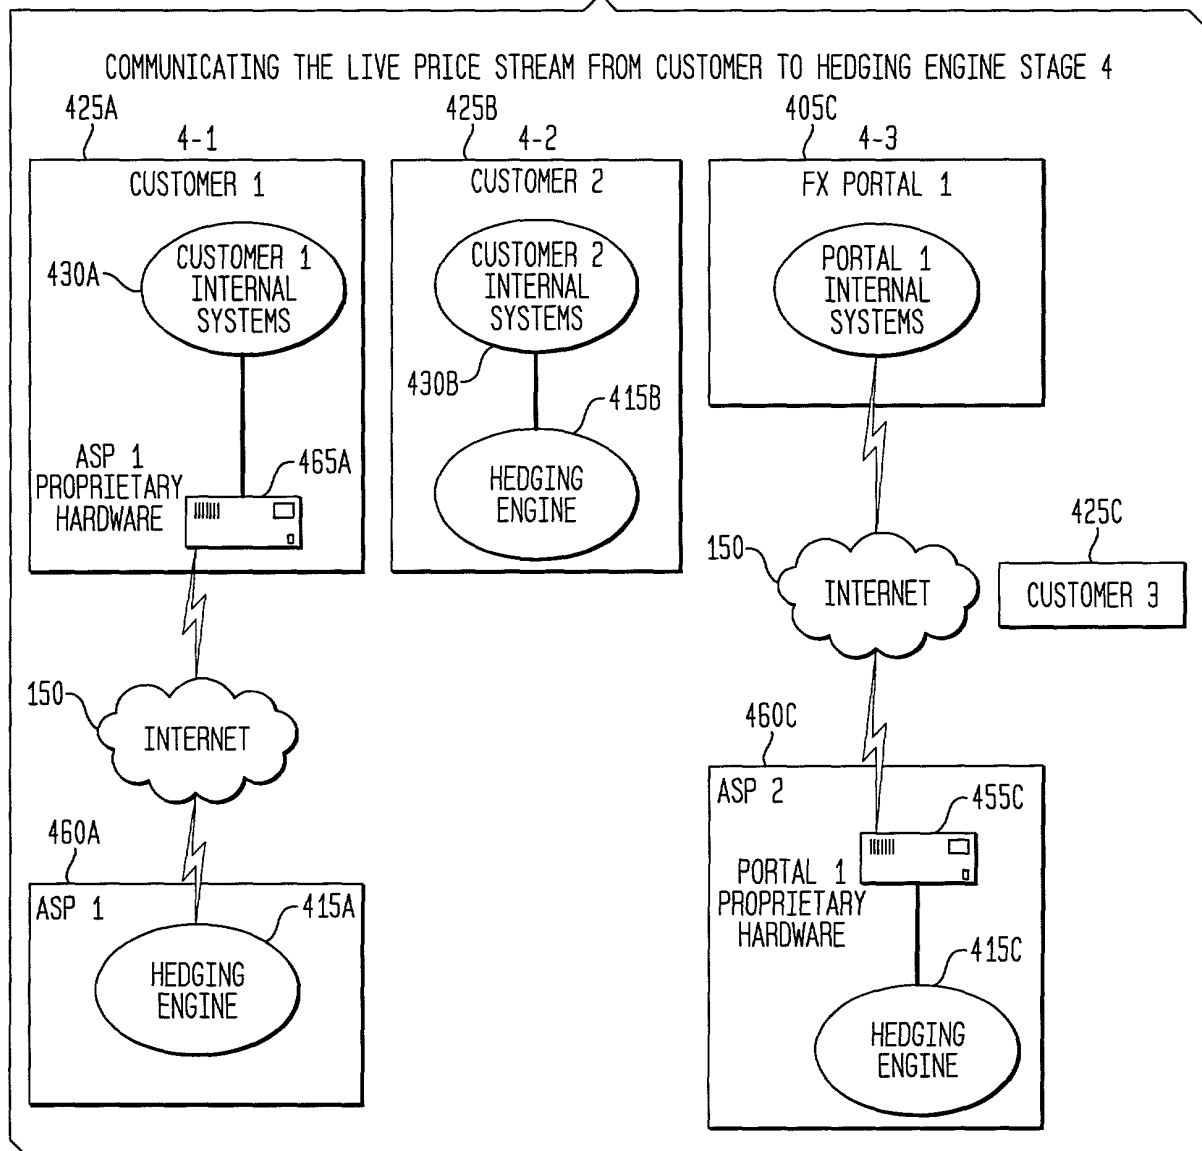 COMMUNICATING THE LIVE PRICE STREAM FROM CUSTOMER TO HEDGING ENGINE STAGE 4
425A
4-1
CUSTOMER 1
430A
CUSTOMER 1
INTERNAL
SYSTEMS
ASP 1
PROPRIETARY
HARDWARE
465A
150
INTERNET
460A
ASP 1
415A
HEDGING
ENGINE
425B
4-2
CUSTOMER 2
CUSTOMER 2
INTERNAL
SYSTEMS
430B
415B
HEDGING
ENGINE
405C
4-3
FX PORTAL 1
PORTAL 1
INTERNAL
SYSTEMS
150
INTERNET
425C
CUSTOMER 3
460C
ASP 2
455C
PORTAL 1
PROPRIETARY
HARDWARE
415C
HEDGING
ENGINE